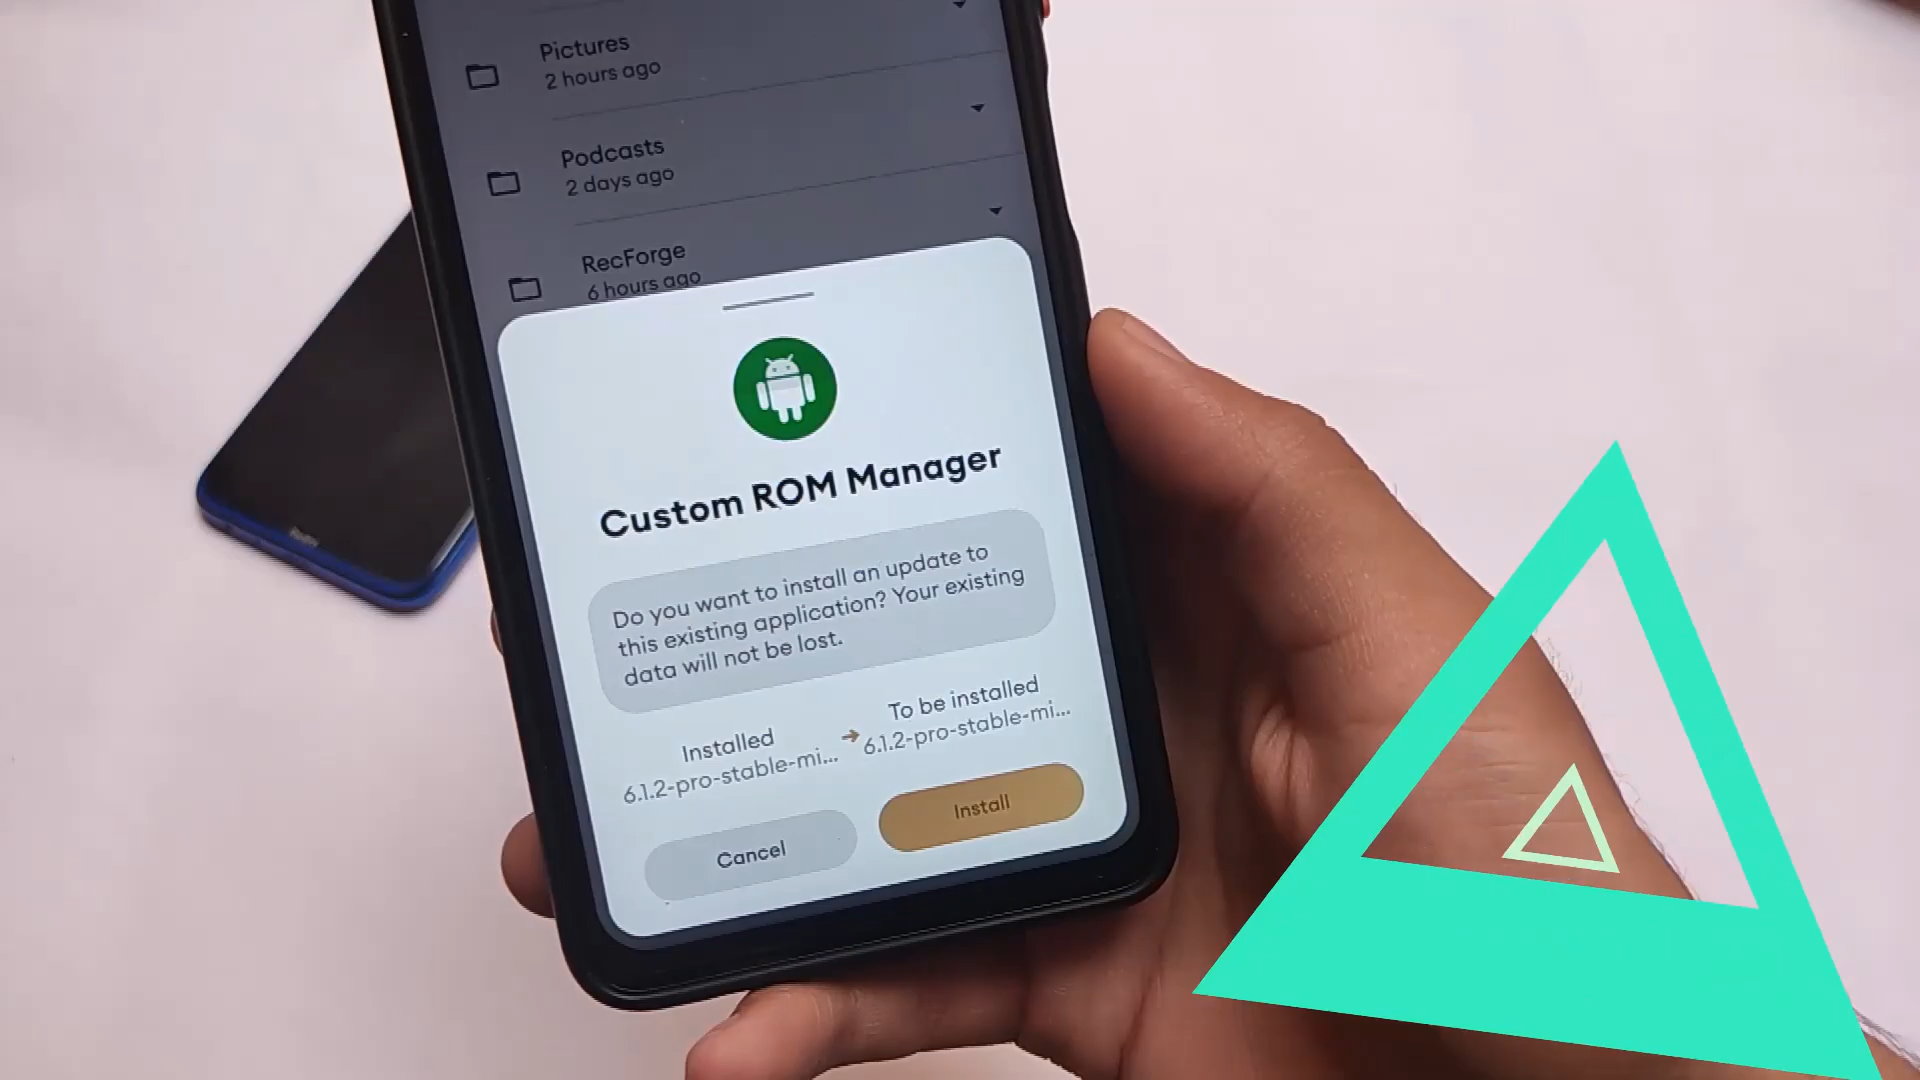 Pictures
2 hours ago
Podcasts
2 days ago
RecForge
6 hours ago
Custom ROM Manager
Do you want to install an update to
this existing application? Your existing
data will not be lost.
Installed
6.1.2-pro-stable-mi...
➔
To be installed
6.1.2-pro-stable-mi...
Cancel
Install